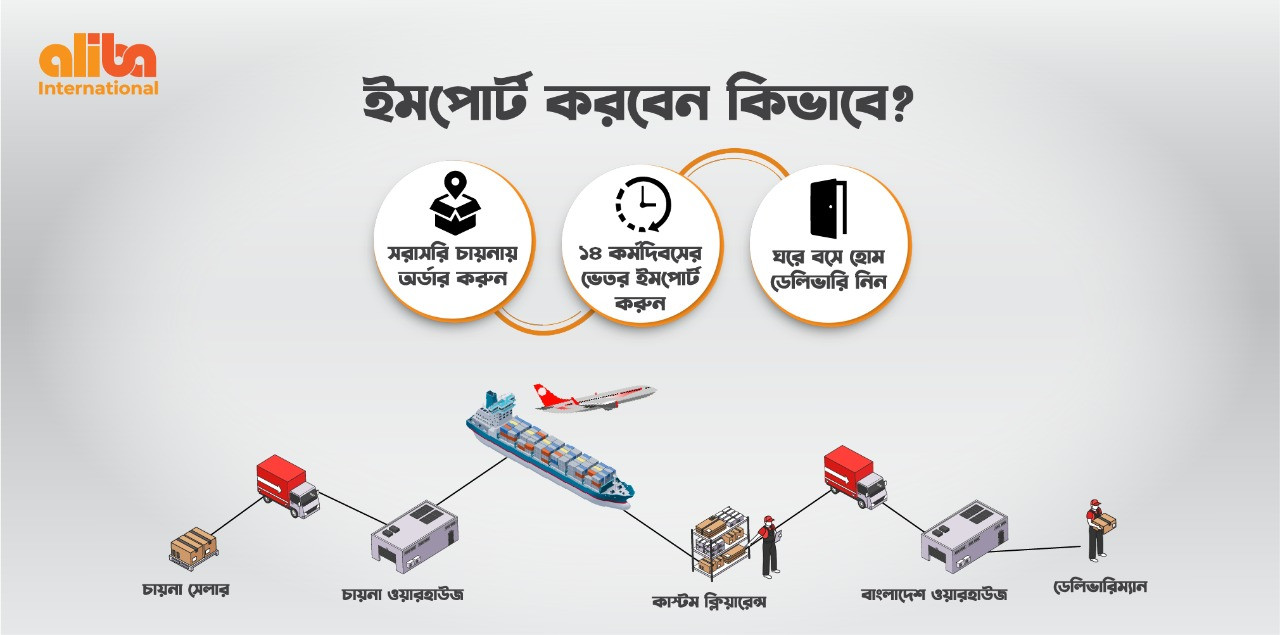 aliba
International
ইমপোর্ট করবেন কিভাবে?
সরাসরি চায়নায়
অর্ডার করুন
১৪ কর্মদিবসের
ভেতর ইমপোর্ট
করুন
ঘরে বসে হোম
ডেলিভারি নিন
চায়না সেলার
চায়না ওয়ারহাউজ
কাস্টম ক্লিয়ারেন্স
বাংলাদেশ ওয়ারহাউজ
ডেলিভারিম্যান